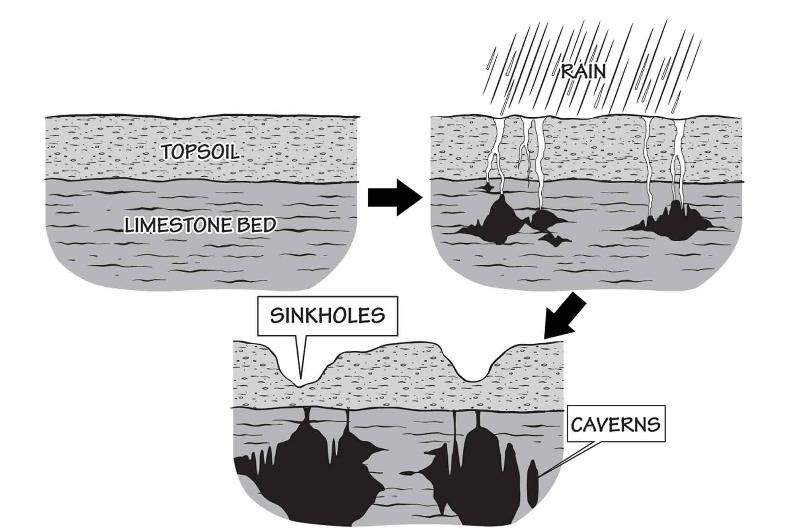 TOPSOIL
LIMESTONE BED
RAIN
SINKHOLES
CAVERNS